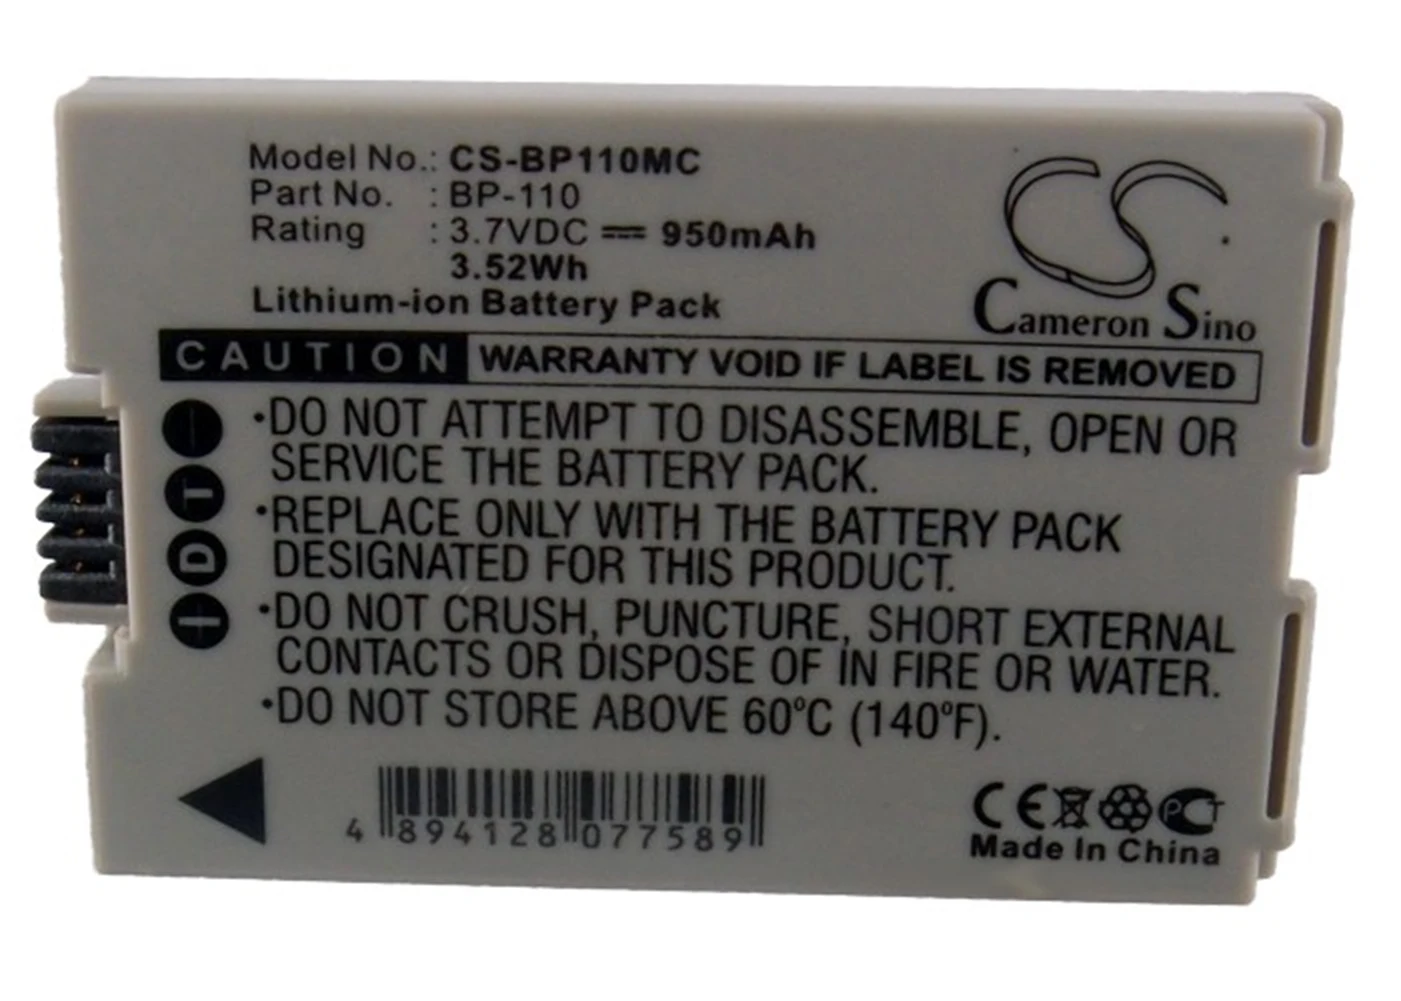 Model No.: CS-BP110MC
Part No. : BP-110
Rating : 3.7VDC ⎓ 950mAh
3.52Wh
Lithium-ion Battery Pack
CS
Cameron Sino
CAUTION WARRANTY VOID IF LABEL IS REMOVED
•DO NOT ATTEMPT TO DISASSEMBLE, OPEN OR
SERVICE THE BATTERY PACK.
•REPLACE ONLY WITH THE BATTERY PACK
DESIGNATED FOR THIS PRODUCT.
•DO NOT CRUSH, PUNCTURE, SHORT EXTERNAL
CONTACTS OR DISPOSE OF IN FIRE OR WATER.
•DO NOT STORE ABOVE 60°C (140°F).
–
T
D
+
4 894128 077589
CE PCT
Made In China